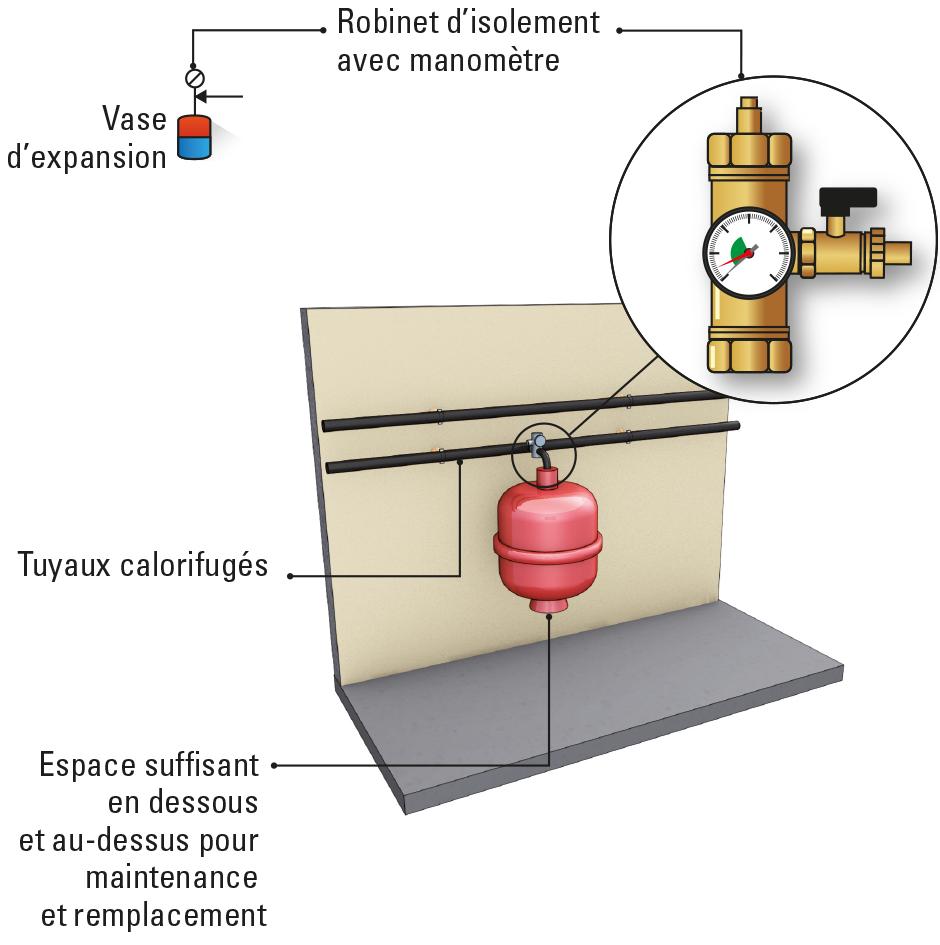 Robinet d’isolement
avec manomètre
Vase
d’expansion
Tuyaux calorifugés
Espace suffisant
en dessous
et au-dessus pour
maintenance
et remplacement